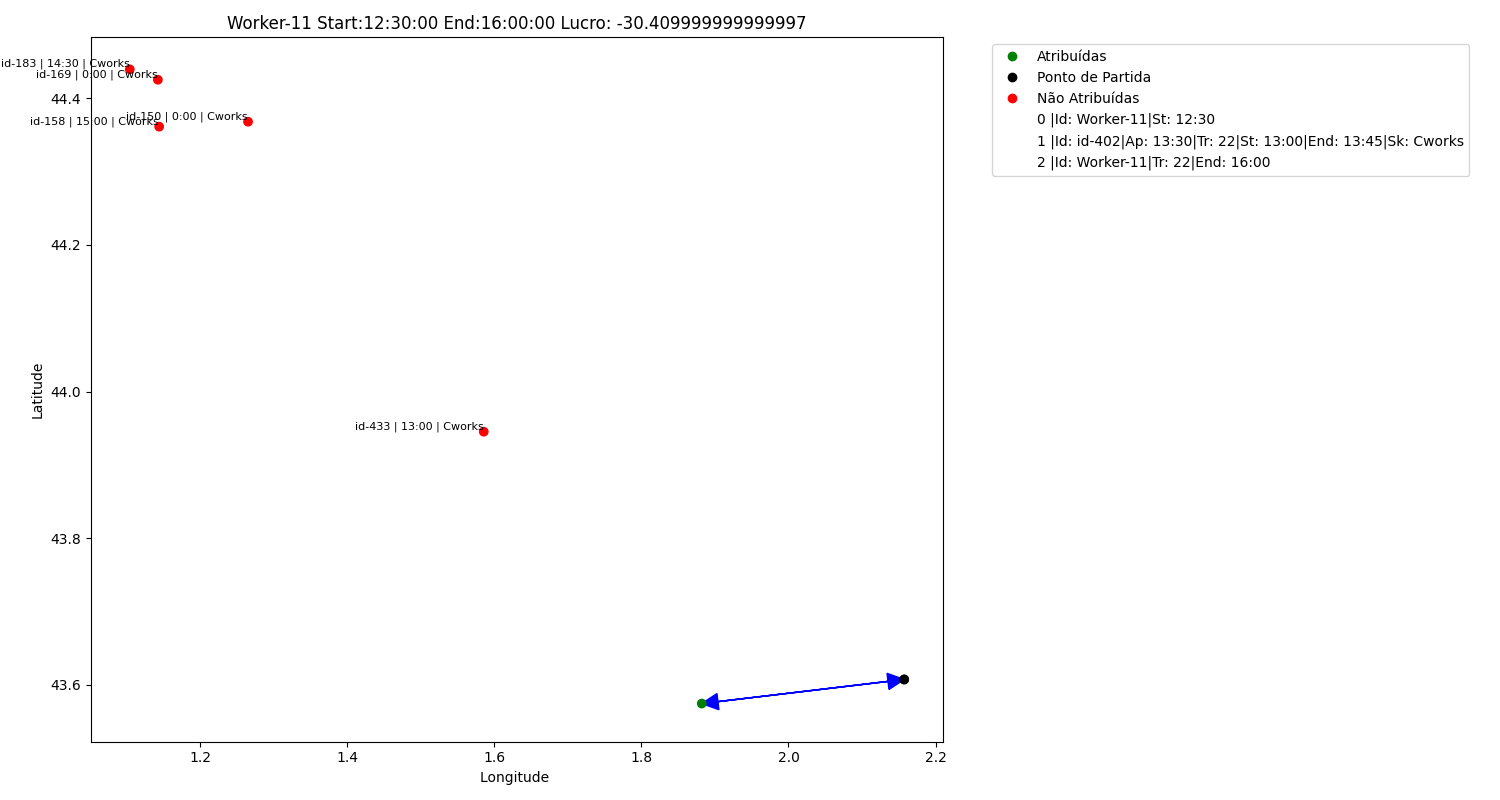 Worker-11 Start:12:30:00 End:16:00:00 Lucro: -30.409999999999997
id-183 | 14:30 | Cworks
id-169 | 0:00 | Cworks
id-150 | 0:00 | Cworks
id-158 | 15:00 | Cworks
id-433 | 13:00 | Cworks
44.4
44.2
44.0
43.8
43.6
Latitude
1.2
1.4
1.6
1.8
2.0
2.2
Longitude
Atribuídas
Ponto de Partida
Não Atribuídas
0 |Id: Worker-11|St: 12:30
1 |Id: id-402|Ap: 13:30|Tr: 22|St: 13:00|End: 13:45|Sk: Cworks
2 |Id: Worker-11|Tr: 22|End: 16:00